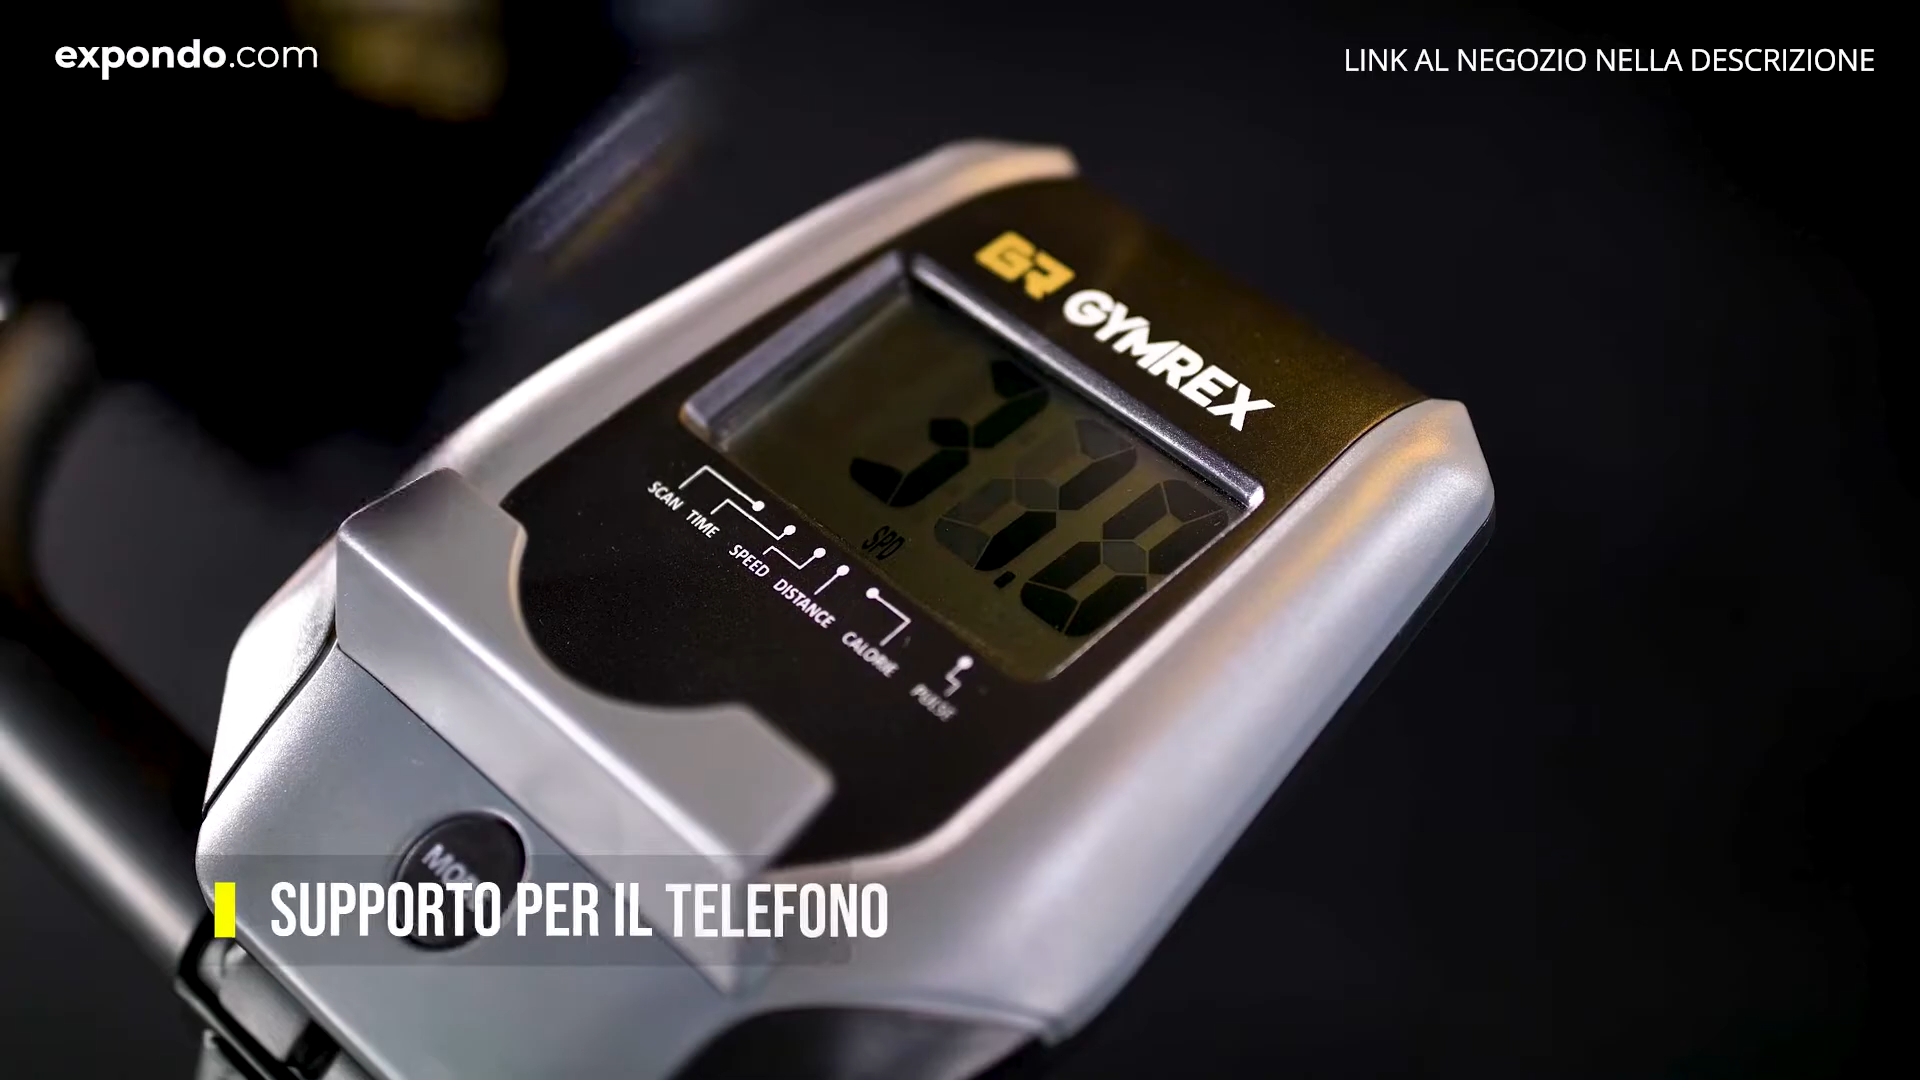 expondo.com
LINK AL NEGOZIO NELLA DESCRIZIONE
GR GYMREX
SPD
SCAN TIME SPEED DISTANCE CALORIE PULSE
SUPPORTO PER IL TELEFONO